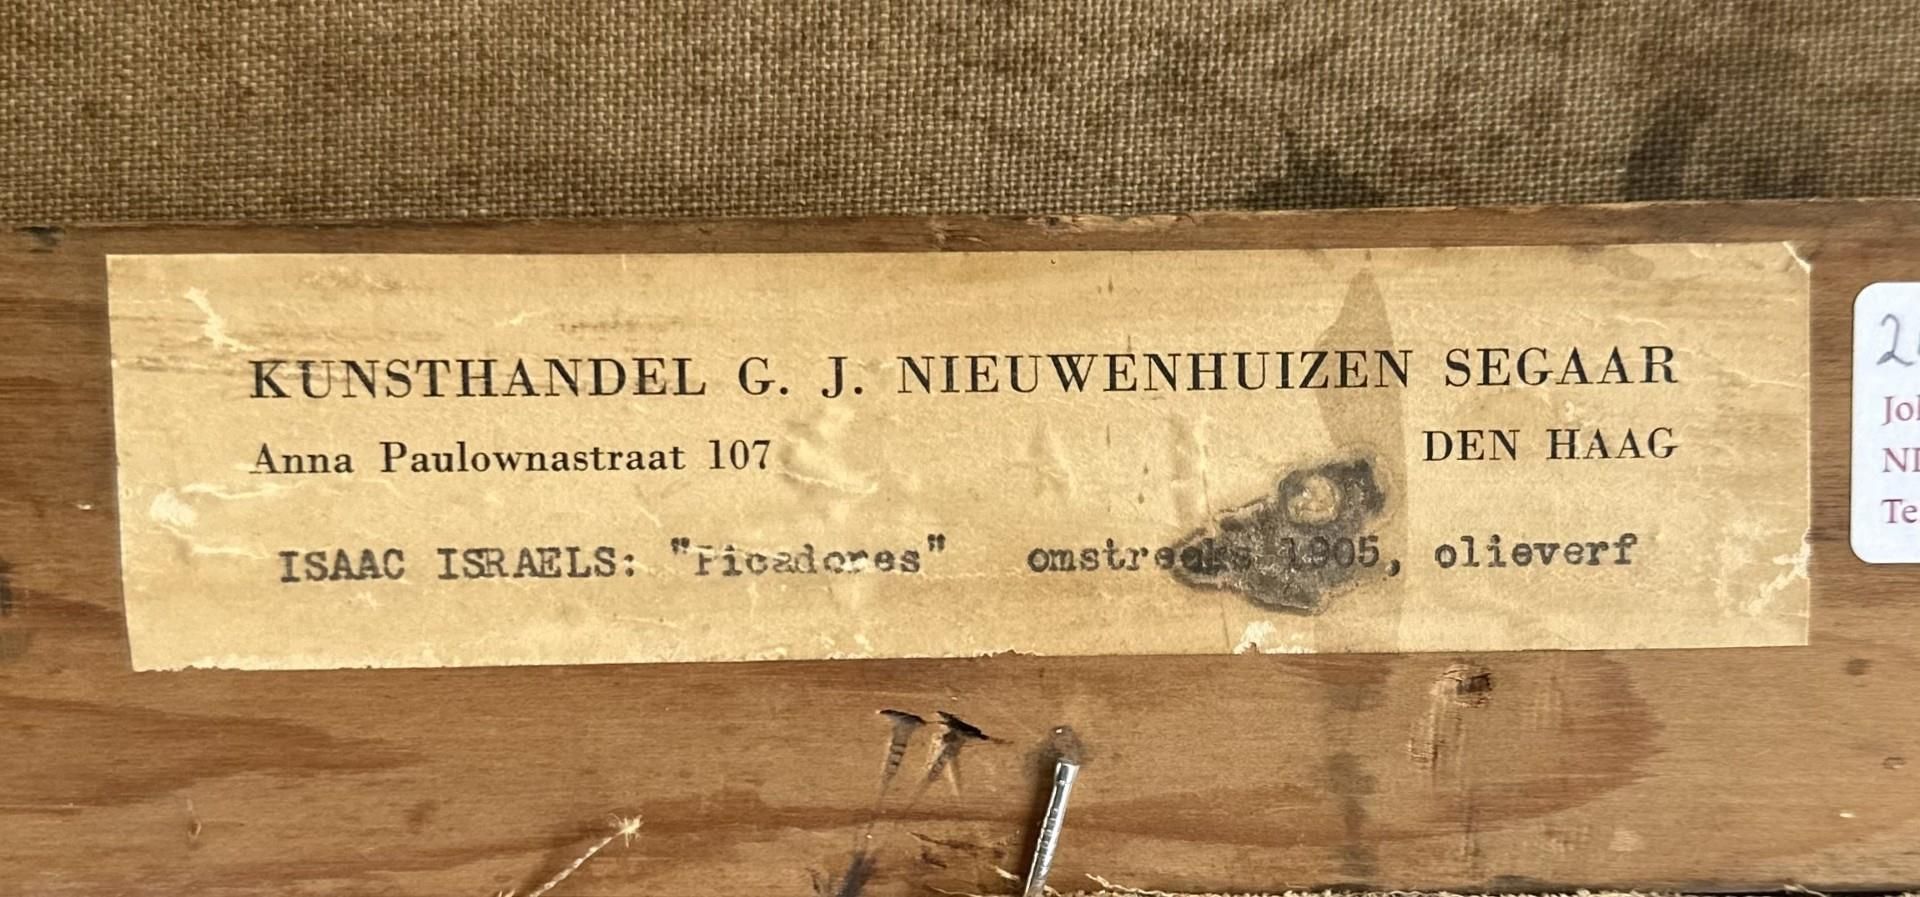 KUNSTHANDEL G. J. NIEUWENHUIZEN SEGAAR
Anna Paulownastraat 107 DEN HAAG
ISAAC ISRAELS: "Picadores" omstreeks 1905, olieverf